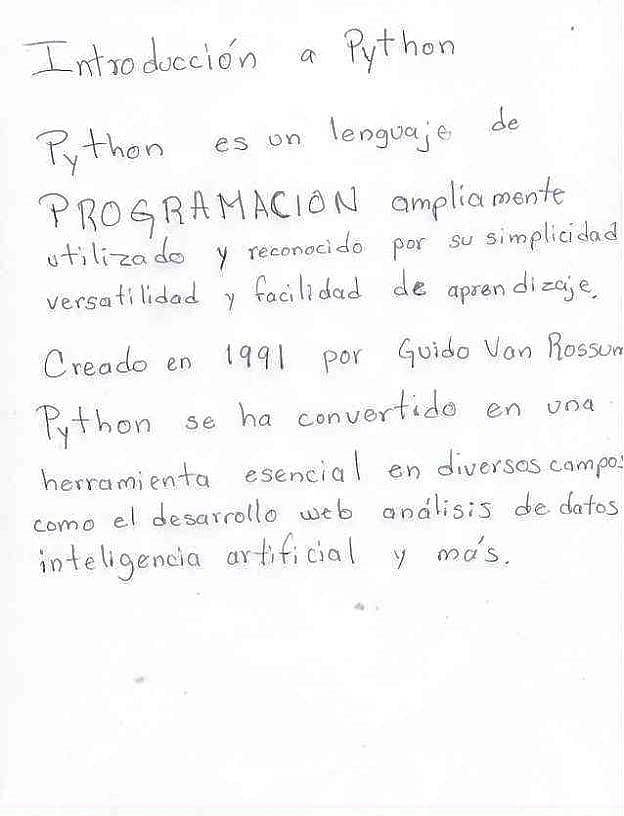 Introducción a Python
Python es un lenguaje de
PROGRAMACION ampliamente
utilizado y reconocido por su simplicidad
versatilidad y facilidad de aprendizaje.
Creado en 1991 por Guido Van Rossum
Python se ha convertido en una
herramienta esencial en diversos campos
como el desarrollo web análisis de datos
inteligencia artificial y más.